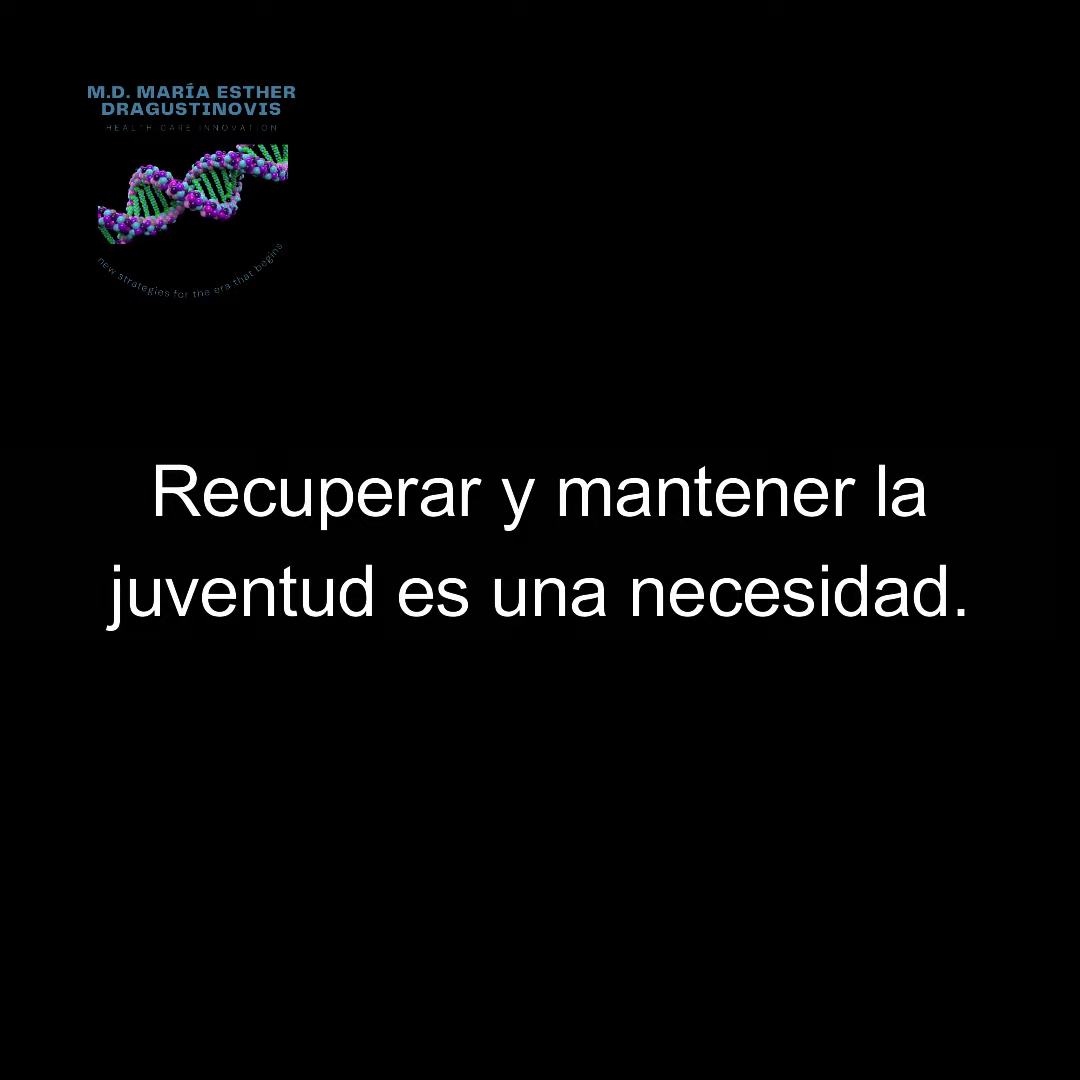 M.D. MARÍA ESTHER
DRAGUSTINOVIS
HEALTH CARE INNOVATION
new strategies for the era that begins
Recuperar y mantener la
juventud es una necesidad.